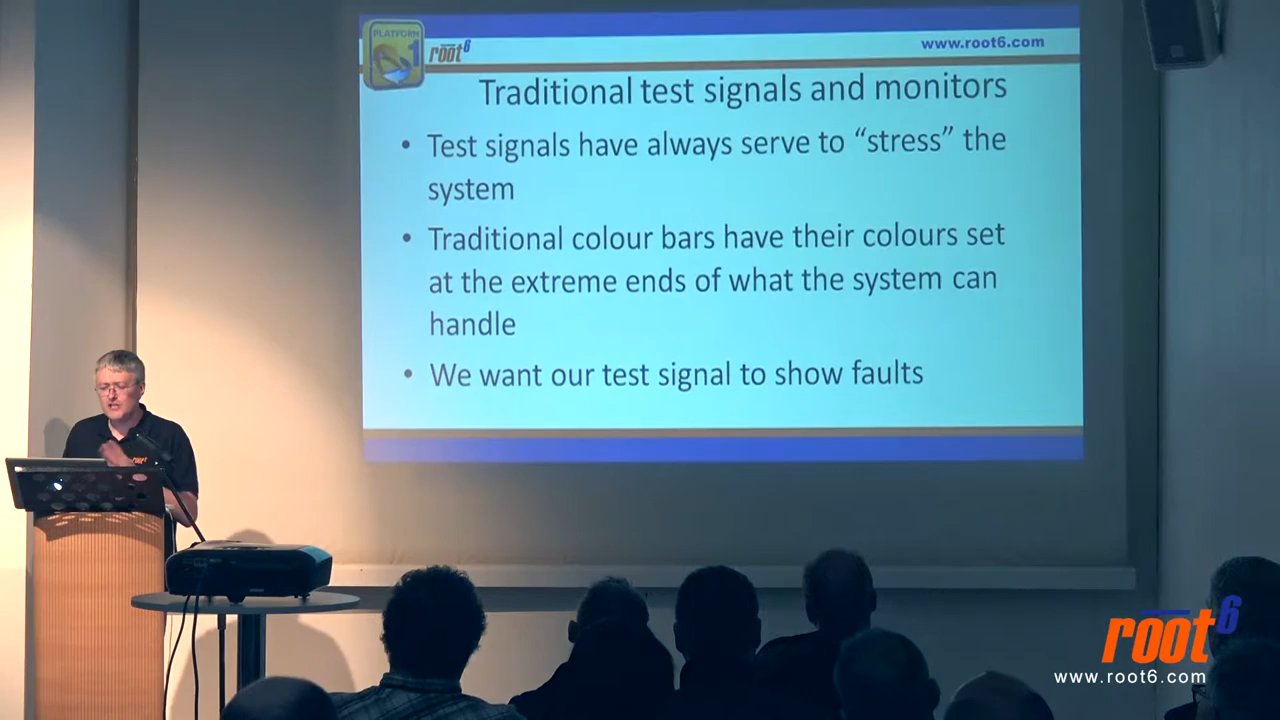 PLATFORM
1
root6
www.root6.com
Traditional test signals and monitors
• Test signals have always serve to “stress” the
system
• Traditional colour bars have their colours set
at the extreme ends of what the system can
handle
• We want our test signal to show faults
root6
root6
www.root6.com